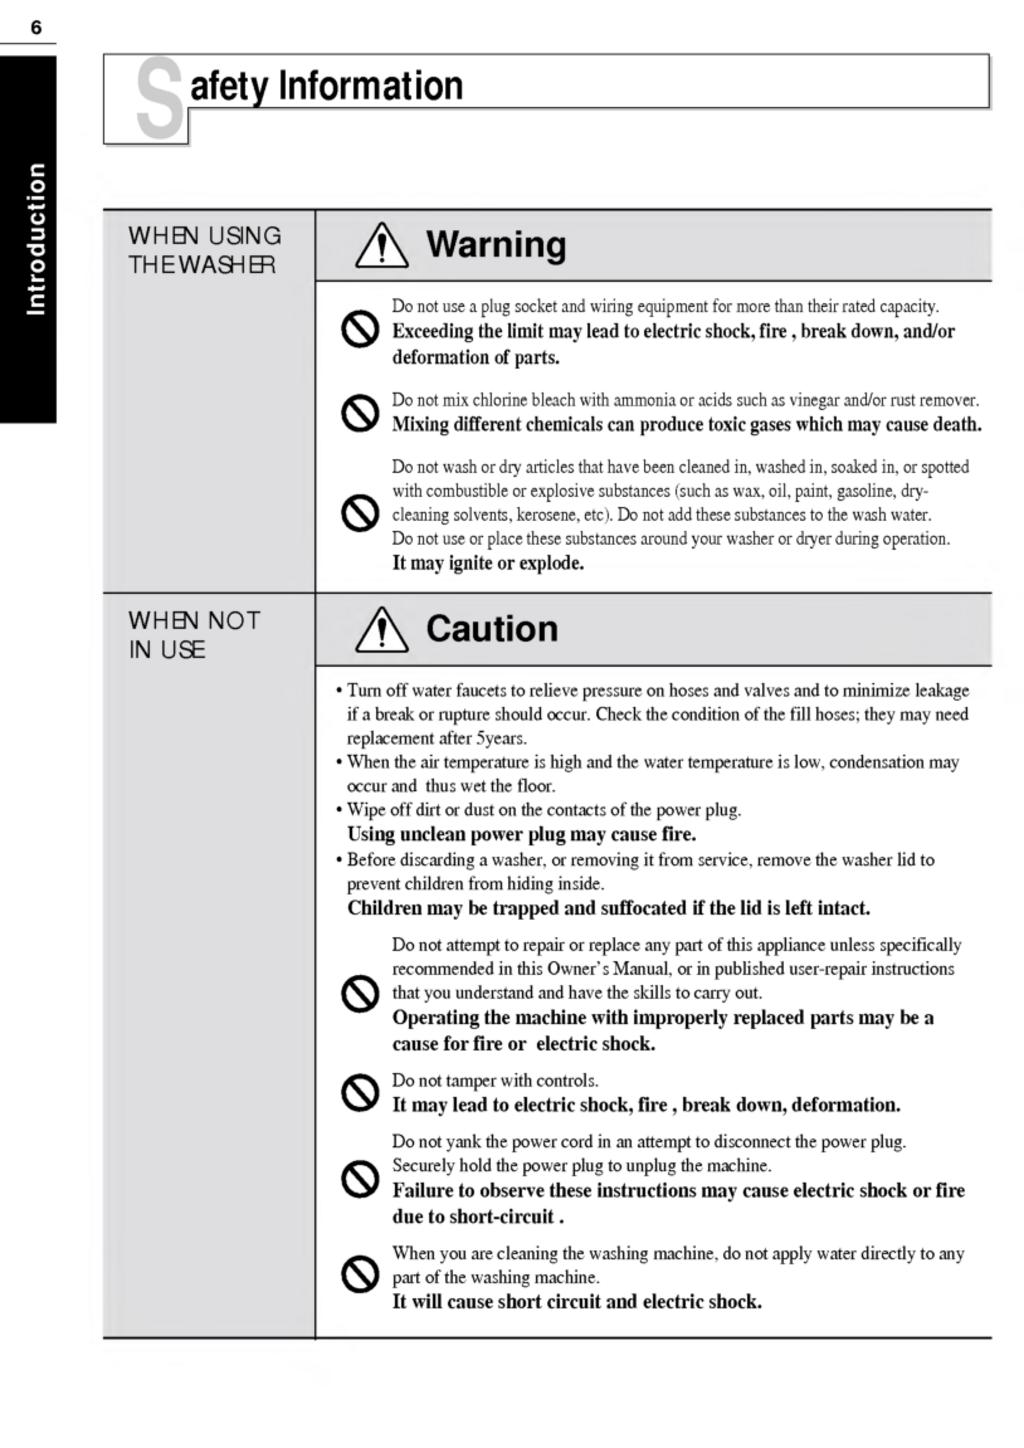 6
Introduction
Safety Information
WHEN USING
THE WASHER
Warning
Do not use a plug socket and wiring equipment for more than their rated capacity.
Exceeding the limit may lead to electric shock, fire , break down, and/or
deformation of parts.
Do not mix chlorine bleach with ammonia or acids such as vinegar and/or rust remover.
Mixing different chemicals can produce toxic gases which may cause death.
Do not wash or dry articles that have been cleaned in, washed in, soaked in, or spotted
with combustible or explosive substances (such as wax, oil, paint, gasoline, dry-
cleaning solvents, kerosene, etc). Do not add these substances to the wash water.
Do not use or place these substances around your washer or dryer during operation.
It may ignite or explode.
WHEN NOT
IN USE
Caution
• Turn off water faucets to relieve pressure on hoses and valves and to minimize leakage
if a break or rupture should occur. Check the condition of the fill hoses; they may need
replacement after 5years.
• When the air temperature is high and the water temperature is low, condensation may
occur and thus wet the floor.
• Wipe off dirt or dust on the contacts of the power plug.
Using unclean power plug may cause fire.
• Before discarding a washer, or removing it from service, remove the washer lid to
prevent children from hiding inside.
Children may be trapped and suffocated if the lid is left intact.
Do not attempt to repair or replace any part of this appliance unless specifically
recommended in this Owner's Manual, or in published user-repair instructions
that you understand and have the skills to carry out.
Operating the machine with improperly replaced parts may be a
cause for fire or electric shock.
Do not tamper with controls.
It may lead to electric shock, fire , break down, deformation.
Do not yank the power cord in an attempt to disconnect the power plug.
Securely hold the power plug to unplug the machine.
Failure to observe these instructions may cause electric shock or fire
due to short-circuit .
When you are cleaning the washing machine, do not apply water directly to any
part of the washing machine.
It will cause short circuit and electric shock.